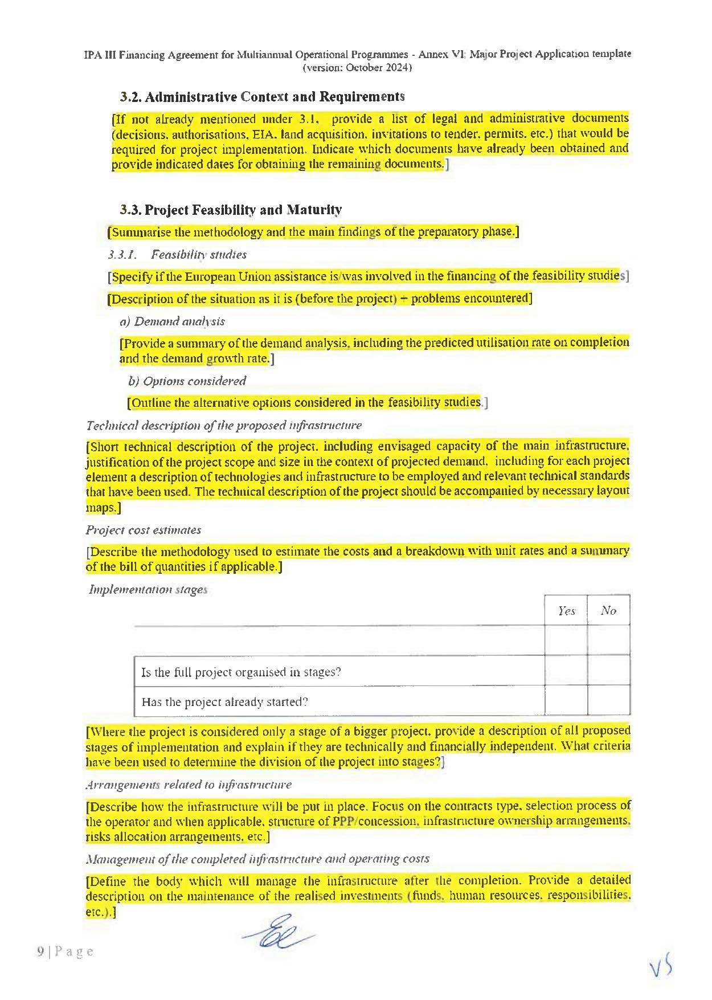 IPA III Financing Agreement for Multiannual Operational Programmes - Annex VI: Major Project Application template
(version: October 2024)
3.2. Administrative Context and Requirements
[If not already mentioned under 3.1, provide a list of legal and administrative documents
(decisions, authorisations, EIA, land acquisition, invitations to tender, permits, etc.) that would be
required for project implementation. Indicate which documents have already been obtained and
provide indicated dates for obtaining the remaining documents.]
3.3. Project Feasibility and Maturity
[Summarise the methodology and the main findings of the preparatory phase.]
3.3.1. Feasibility studies
[Specify if the European Union assistance is/was involved in the financing of the feasibility studies]
[Description of the situation as it is (before the project) + problems encountered]
a) Demand analysis
[Provide a summary of the demand analysis, including the predicted utilisation rate on completion
and the demand growth rate.]
b) Options considered
[Outline the alternative options considered in the feasibility studies.]
Technical description of the proposed infrastructure
[Short technical description of the project, including envisaged capacity of the main infrastructure,
justification of the project scope and size in the context of projected demand, including for each project
element a description of technologies and infrastructure to be employed and relevant technical standards
that have been used. The technical description of the project should be accompanied by necessary layout
maps.]
Project cost estimates
[Describe the methodology used to estimate the costs and a breakdown with unit rates and a summary
of the bill of quantities if applicable.]
Implementation stages
Yes No
Is the full project organised in stages?
Has the project already started?
[Where the project is considered only a stage of a bigger project, provide a description of all proposed
stages of implementation and explain if they are technically and financially independent. What criteria
have been used to determine the division of the project into stages?]
Arrangements related to infrastructure
[Describe how the infrastructure will be put in place. Focus on the contracts type, selection process of
the operator and when applicable, structure of PPP/concession, infrastructure ownership arrangements,
risks allocation arrangements, etc.]
Management of the completed infrastructure and operating costs
[Define the body which will manage the infrastructure after the completion. Provide a detailed
description on the maintenance of the realised investments (funds, human resources, responsibilities,
etc.).]
9 | Page
VS